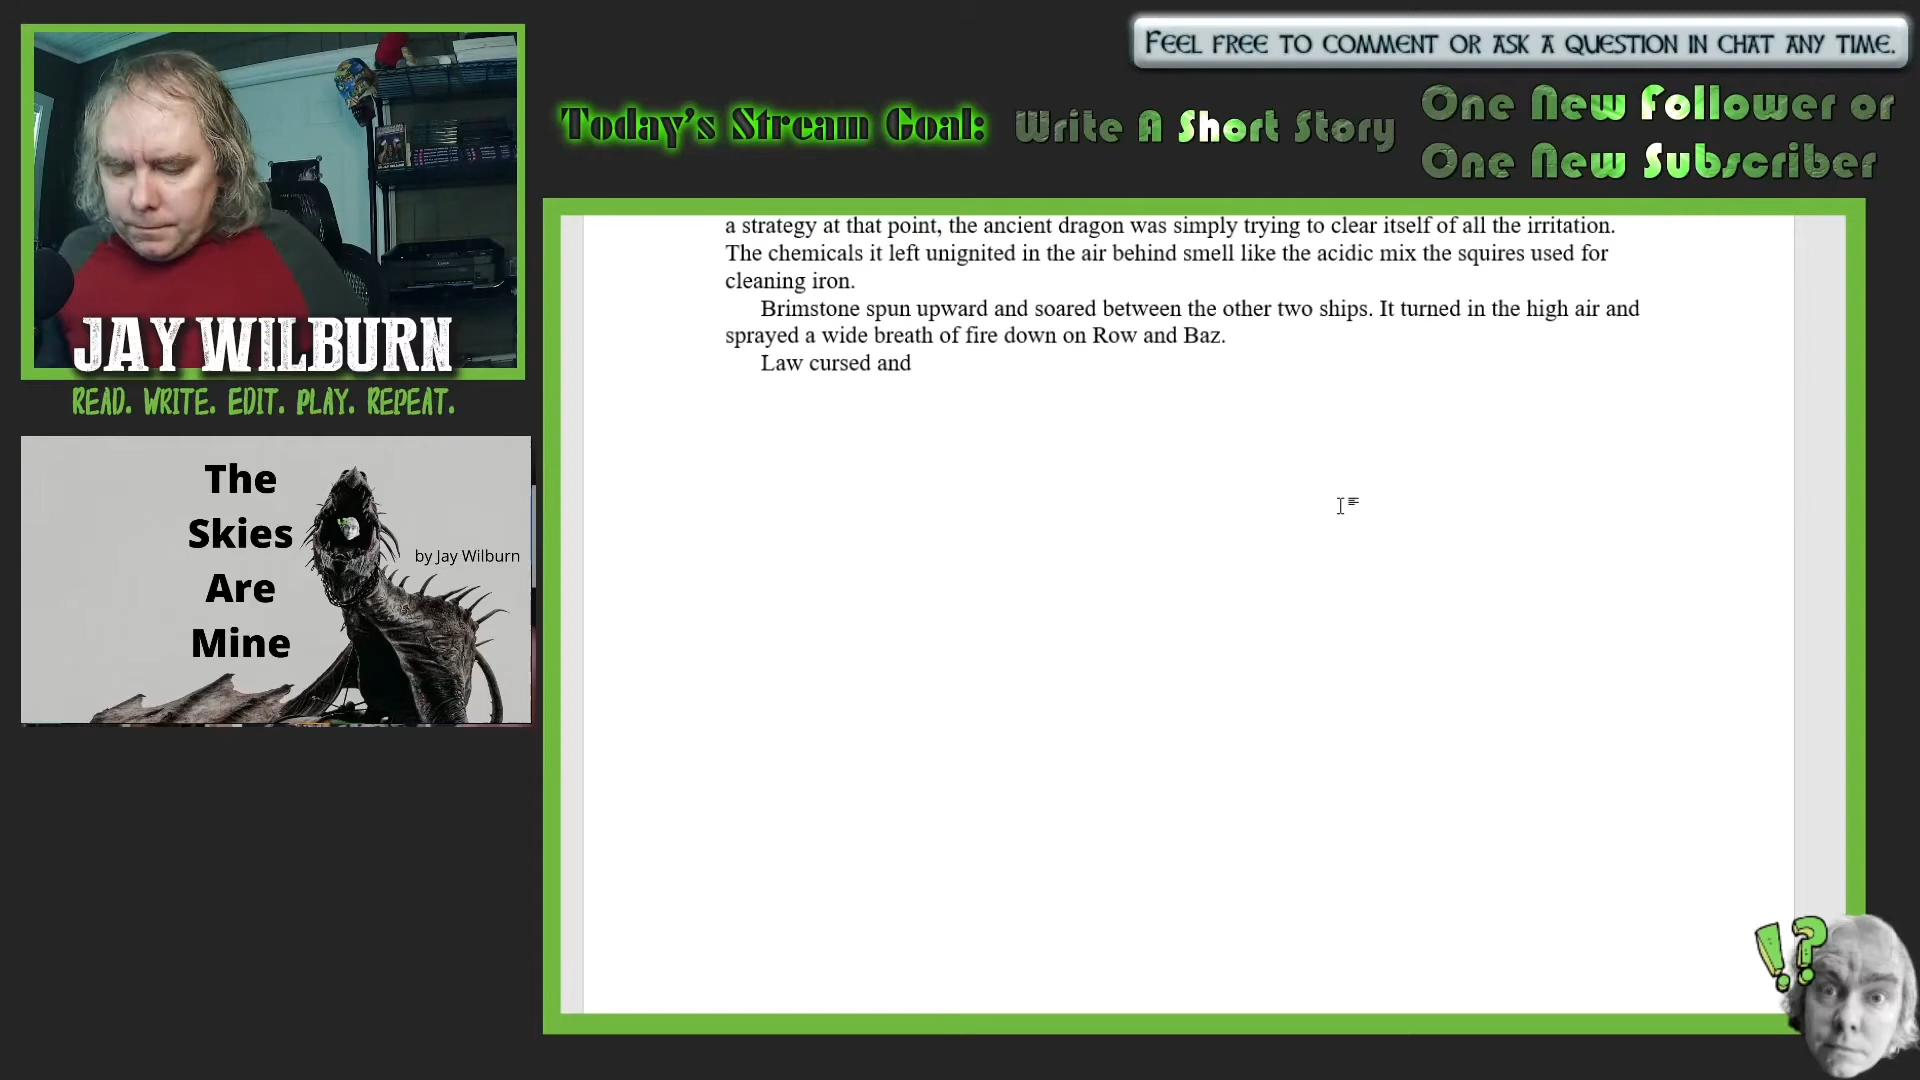 FEEL FREE TO COMMENT OR ASK A QUESTION IN CHAT ANY TIME.
Today's Stream Goal:
Write A Short Story
One New Follower or
One New Subscriber
JAY WILBURN
READ. WRITE. EDIT. PLAY. REPEAT.
The
Skies
Are
Mine
by Jay Wilburn
a strategy at that point, the ancient dragon was simply trying to clear itself of all the irritation.
The chemicals it left unignited in the air behind smell like the acidic mix the squires used for
cleaning iron.
Brimstone spun upward and soared between the other two ships. It turned in the high air and
sprayed a wide breath of fire down on Row and Baz.
Law cursed and
!?